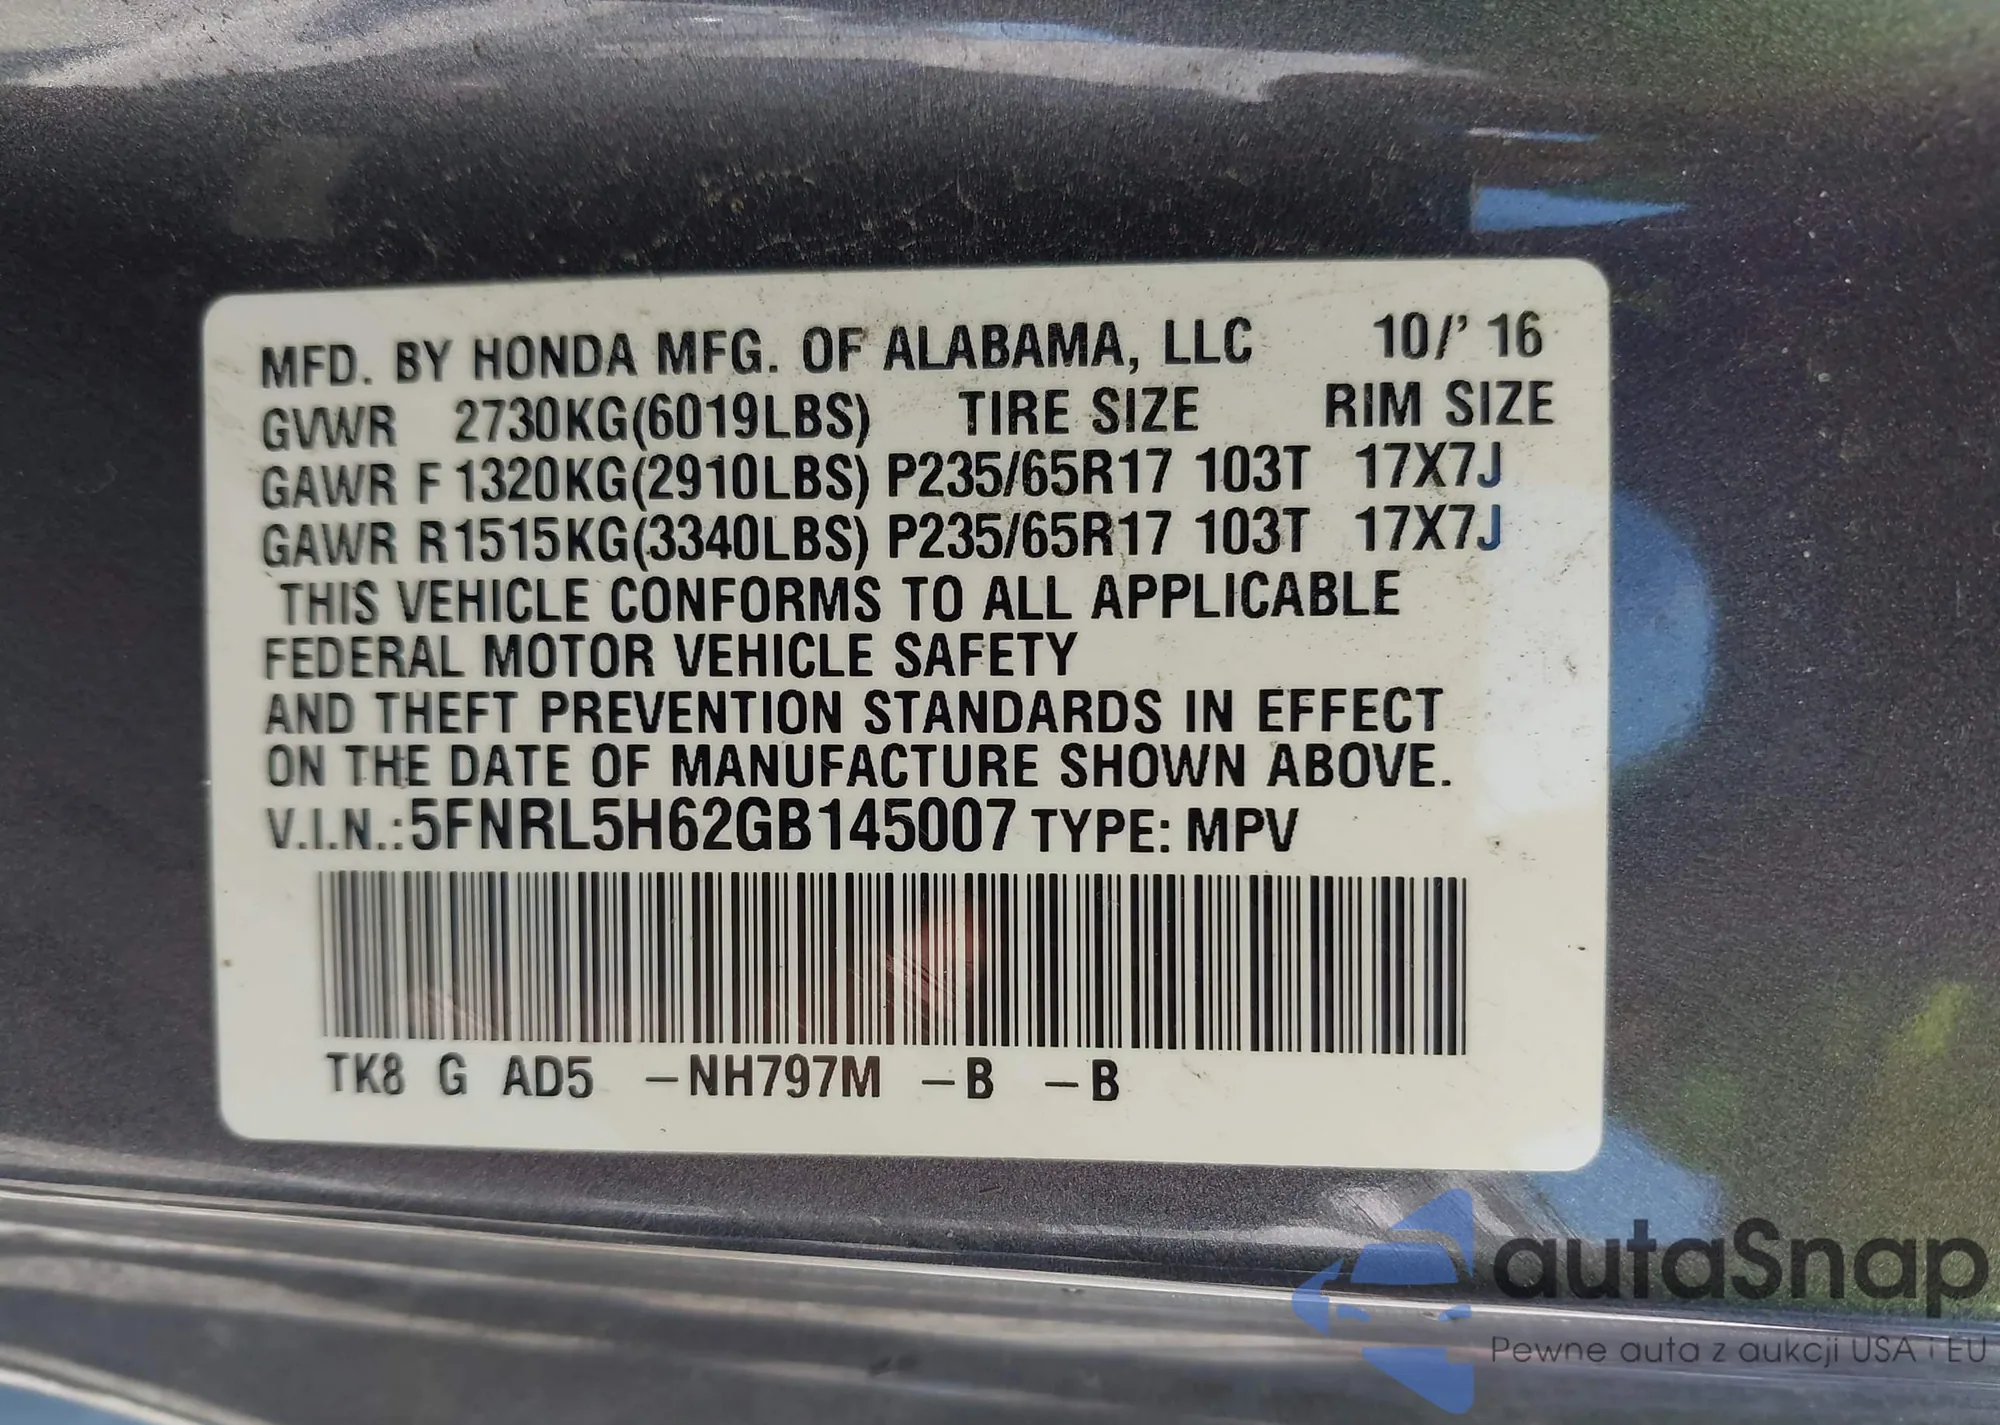 MFD. BY HONDA MFG. OF ALABAMA, LLC 10/' 16
GVWR 2730KG(6019LBS) TIRE SIZE RIM SIZE
GAWR F 1320KG(2910LBS) P235/65R17 103T 17X7J
GAWR R 1515KG(3340LBS) P235/65R17 103T 17X7J
THIS VEHICLE CONFORMS TO ALL APPLICABLE
FEDERAL MOTOR VEHICLE SAFETY
AND THEFT PREVENTION STANDARDS IN EFFECT
ON THE DATE OF MANUFACTURE SHOWN ABOVE.
V.I.N.:5FNRL5H62GB145007 TYPE: MPV
TK8 G AD5 –NH797M –B –B
autaSnap
Pewne auta z aukcji USA i EU